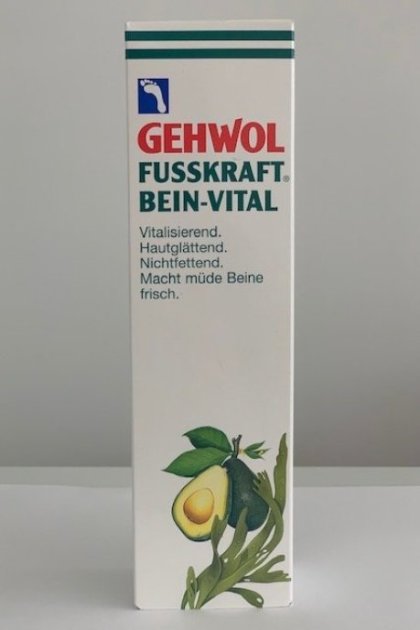 GEHWOL
FUSSKRAFT®
BEIN-VITAL
Vitalisierend.
Hautglättend.
Nichtfettend.
Macht müde Beine
frisch.